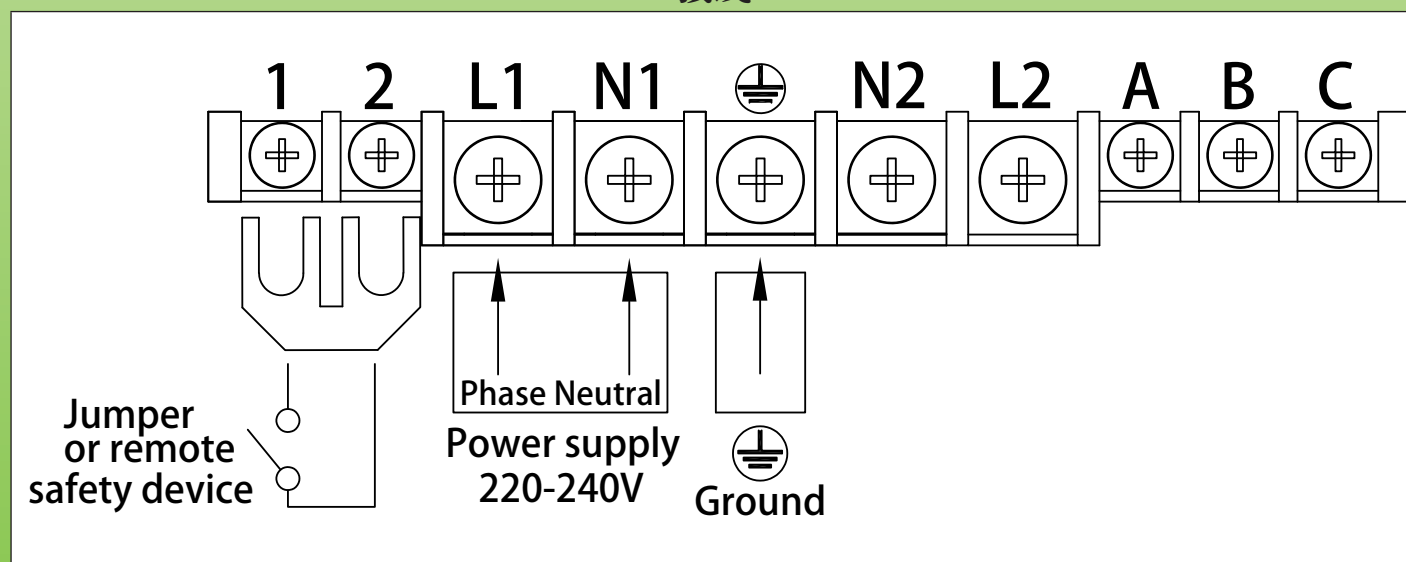 1 2 L1 N1 N2 L2 A B C
Phase Neutral
Jumper
or remote
safety device
Power supply
220-240V
Ground